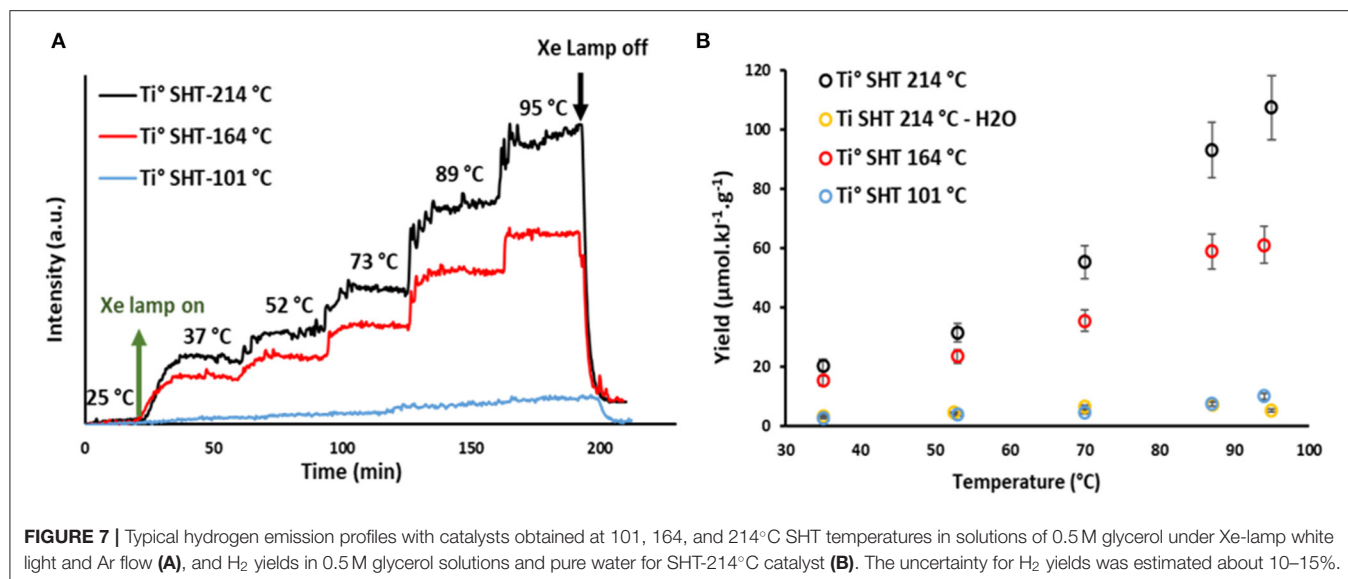 A
Xe Lamp off
Ti° SHT-214 °C
Ti° SHT-164 °C
Ti° SHT-101 °C
95 °C
89 °C
73 °C
52 °C
37 °C
25 °C
Xe lamp on
Intensity (a.u.)
0 50 100 150 200
Time (min)
B
Ti° SHT 214 °C
Ti SHT 214 °C - H2O
Ti° SHT 164 °C
Ti° SHT 101 °C
Yield (µmol.kJ⁻¹.g⁻¹)
120
100
80
60
40
20
0
30 40 50 60 70 80 90 100
Temperature (°C)
FIGURE 7 | Typical hydrogen emission profiles with catalysts obtained at 101, 164, and 214°C SHT temperatures in solutions of 0.5 M glycerol under Xe-lamp white
light and Ar flow (A), and H₂ yields in 0.5 M glycerol solutions and pure water for SHT-214°C catalyst (B). The uncertainty for H₂ yields was estimated about 10–15%.